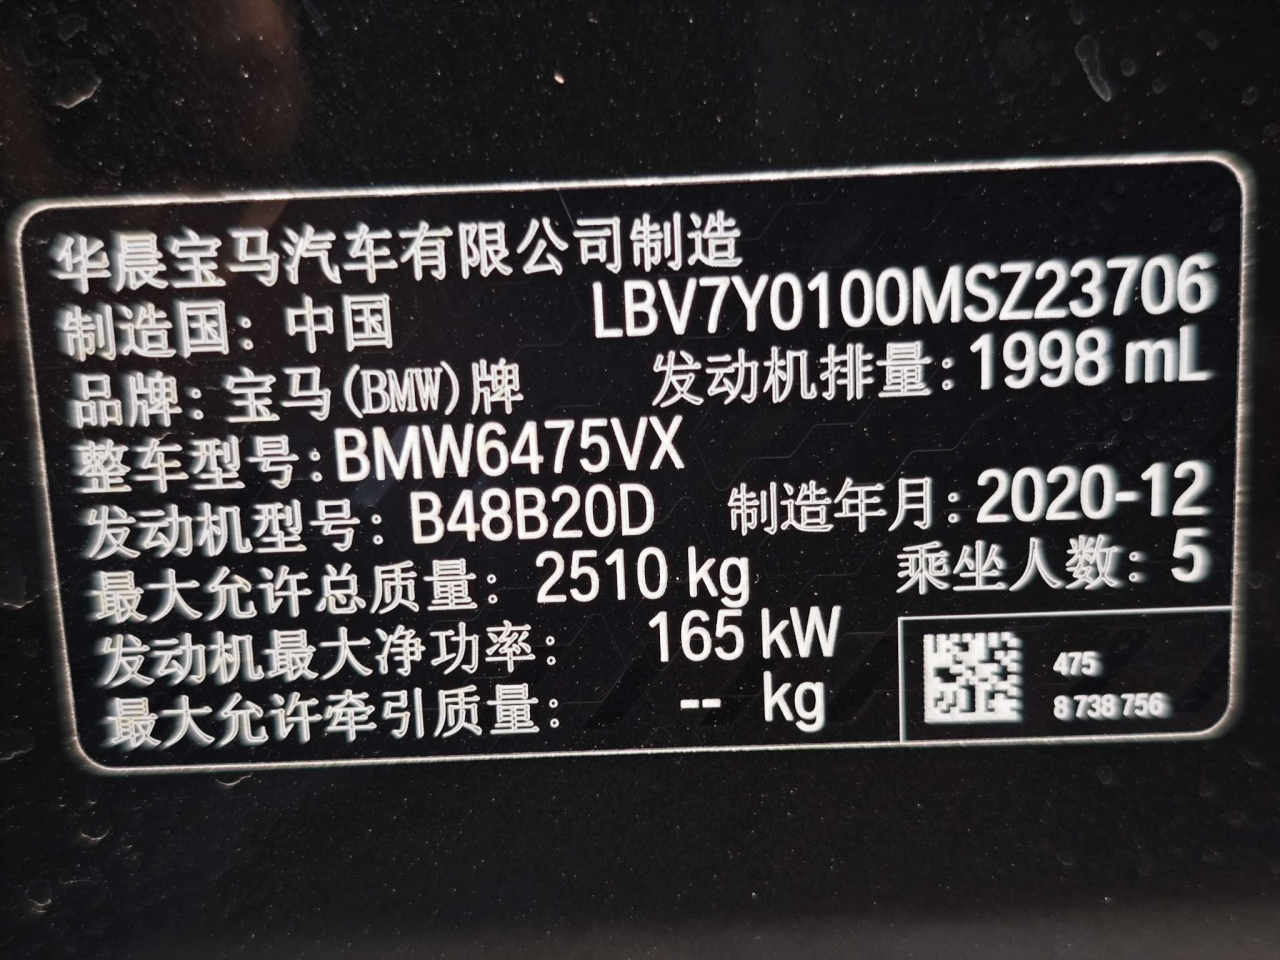 华晨宝马汽车有限公司制造
制造国：中国 LBV7Y0100MSZ23706
品牌：宝马(BMW)牌 发动机排量：1998 mL
整车型号：BMW6475VX
发动机型号：B48B20D 制造年月：2020-12
最大允许总质量：2510 kg 乘坐人数：5
发动机最大净功率：165 kW
最大允许牵引质量：-- kg
475
8 738 756